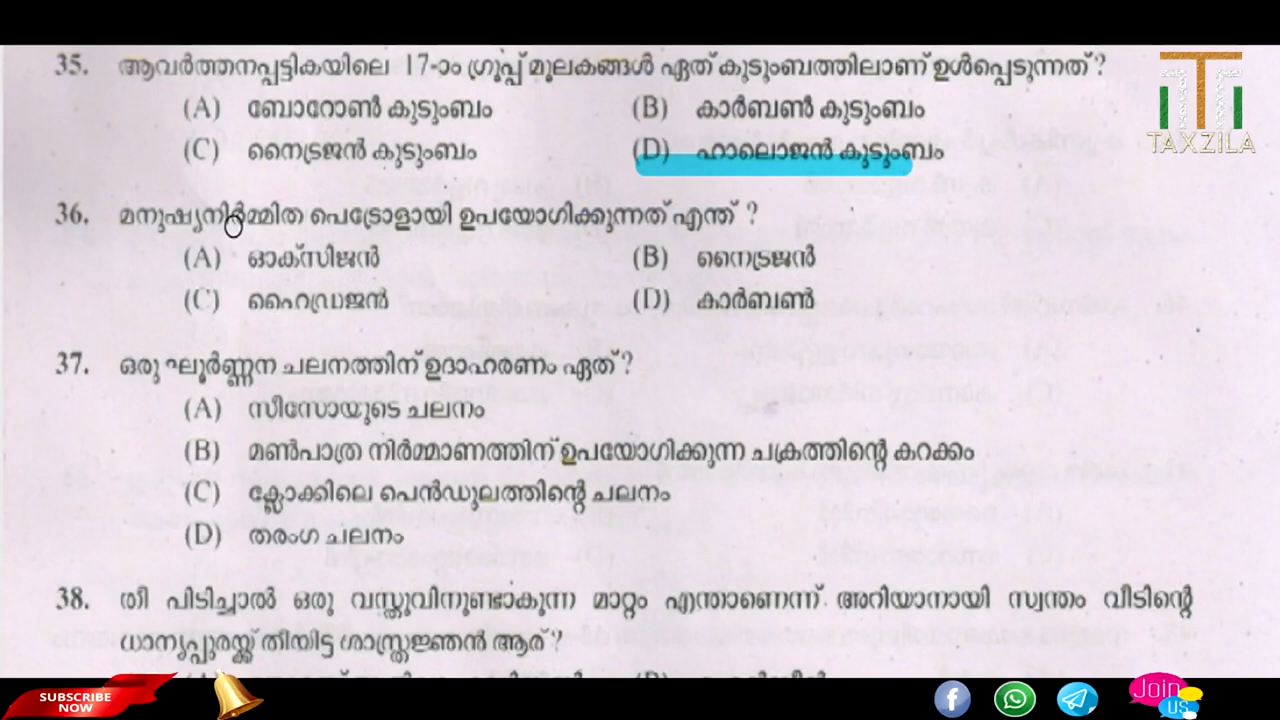 35. ആവർത്തനപ്പട്ടികയിലെ 17-ാം ഗ്രൂപ്പ് മൂലകങ്ങൾ ഏത് കുടുംബത്തിലാണ് ഉൾപ്പെടുന്നത് ?
(A) ബോറോൺ കുടുംബം (B) കാർബൺ കുടുംബം
(C) നൈട്രജൻ കുടുംബം (D) ഹാലൊജൻ കുടുംബം
TAXZILA
36. മനുഷ്യനിർമ്മിത പെട്രോളായി ഉപയോഗിക്കുന്നത് എന്ത് ?
(A) ഓക്സിജൻ (B) നൈട്രജൻ
(C) ഹൈഡ്രജൻ (D) കാർബൺ
37. ഒരു ഘൂർണ്ണന ചലനത്തിന് ഉദാഹരണം ഏത് ?
(A) സീസോയുടെ ചലനം
(B) മൺപാത്ര നിർമ്മാണത്തിന് ഉപയോഗിക്കുന്ന ചക്രത്തിന്റെ കറക്കം
(C) ക്ലോക്കിലെ പെൻഡുലത്തിന്റെ ചലനം
(D) തരംഗ ചലനം
38. തീ പിടിച്ചാൽ ഒരു വസ്തുവിനുണ്ടാകുന്ന മാറ്റം എന്താണെന്ന് അറിയാനായി സ്വന്തം വീടിന്റെ
ധാന്യപ്പുരയ്ക്ക് തീയിട്ട ശാസ്ത്രജ്ഞൻ ആര് ?
SUBSCRIBE
NOW
Join
us